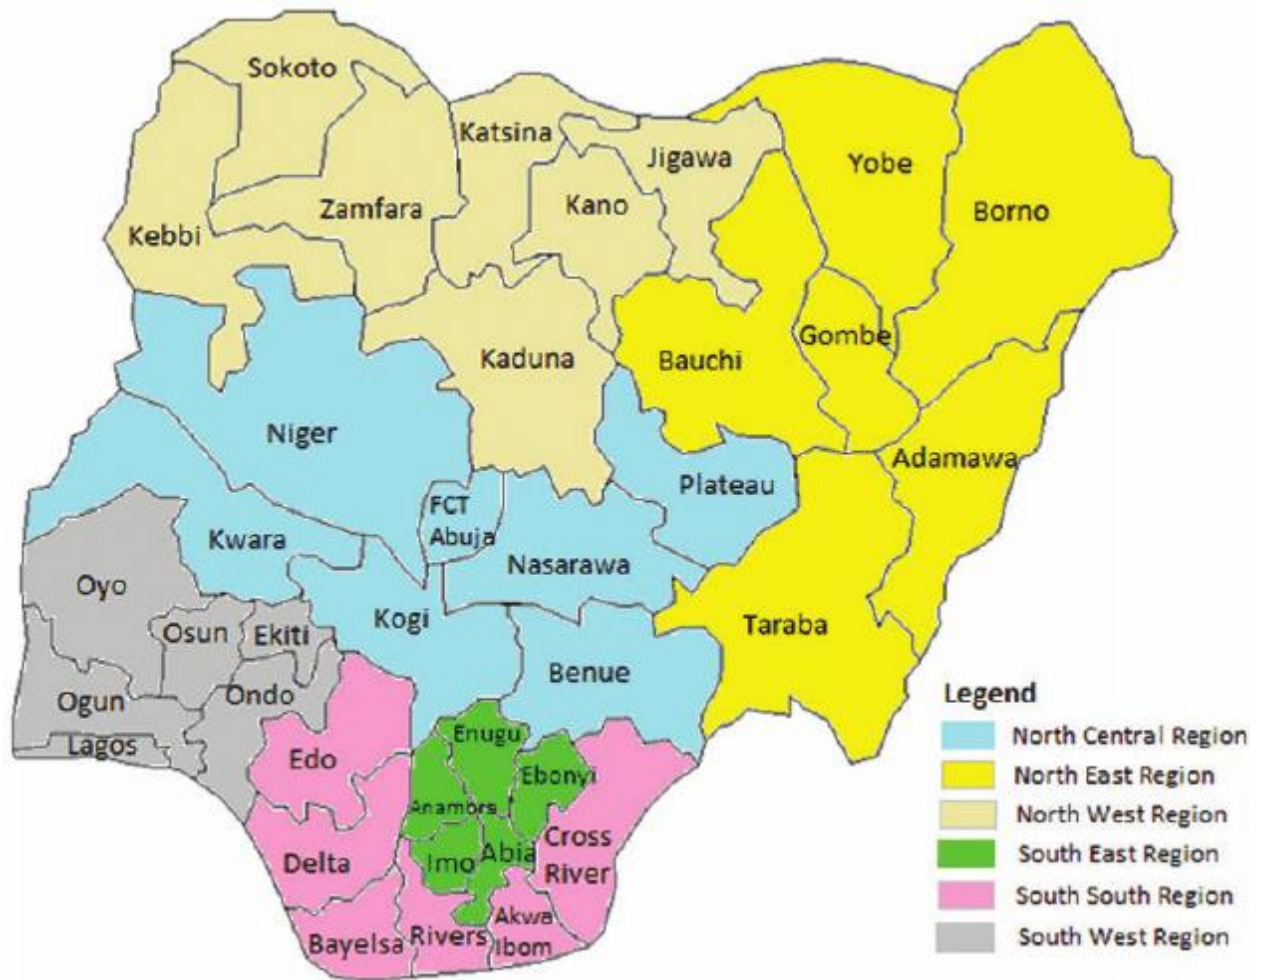 Sokoto
Katsina
Jigawa
Yobe
Kano
Zamfara
Borno
Kebbi
Gombe
Kaduna
Bauchi
Niger
Adamawa
Plateau
FCT
Abuja
Kwara
Nasarawa
Oyo
Kogi
Taraba
Osun
Ekiti
Benue
Ogun
Ondo
Lagos
Enugu
Edo
Ebonyi
Anamors
Cross
River
Delta
Imo
Abia
Akwa
Ibom
Bayelsa
Rivers
Legend
North Central Region
North East Region
North West Region
South East Region
South South Region
South West Region